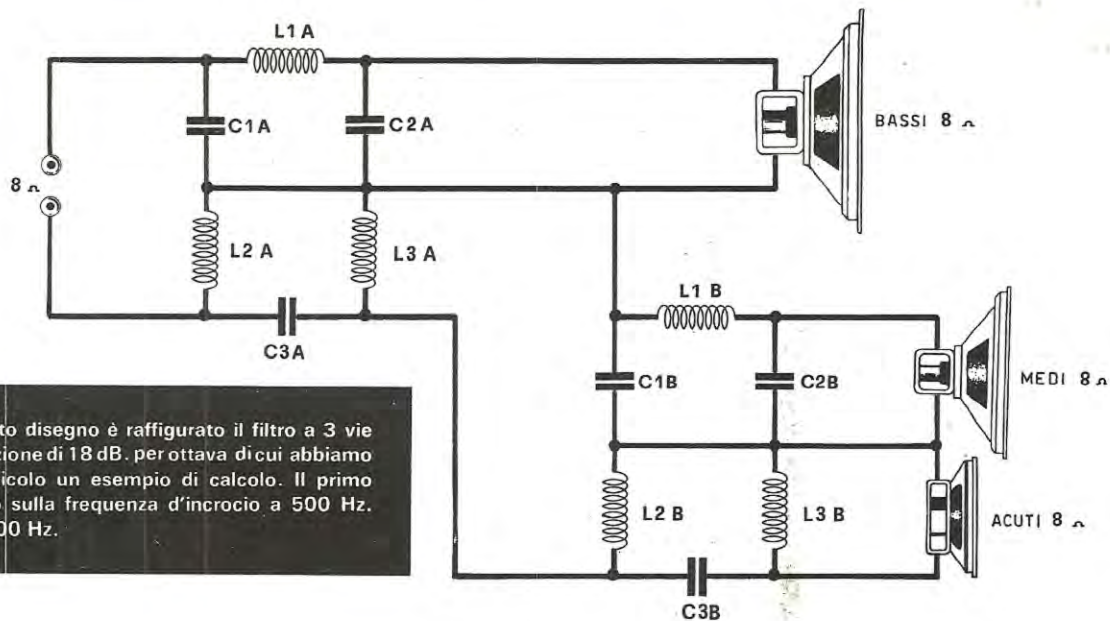 L1 A
C1A
C2A
BASSI 8 Ω
8 Ω
L2 A
L3 A
C3A
L1 B
C1B
C2B
MEDI 8 Ω
L2 B
L3 B
ACUTI 8 Ω
C3B
to disegno è raffigurato il filtro a 3 vie
zione di 18 dB. per ottava di cui abbiamo
icolo un esempio di calcolo. Il primo
sulla frequenza d'incrocio a 500 Hz.
00 Hz.